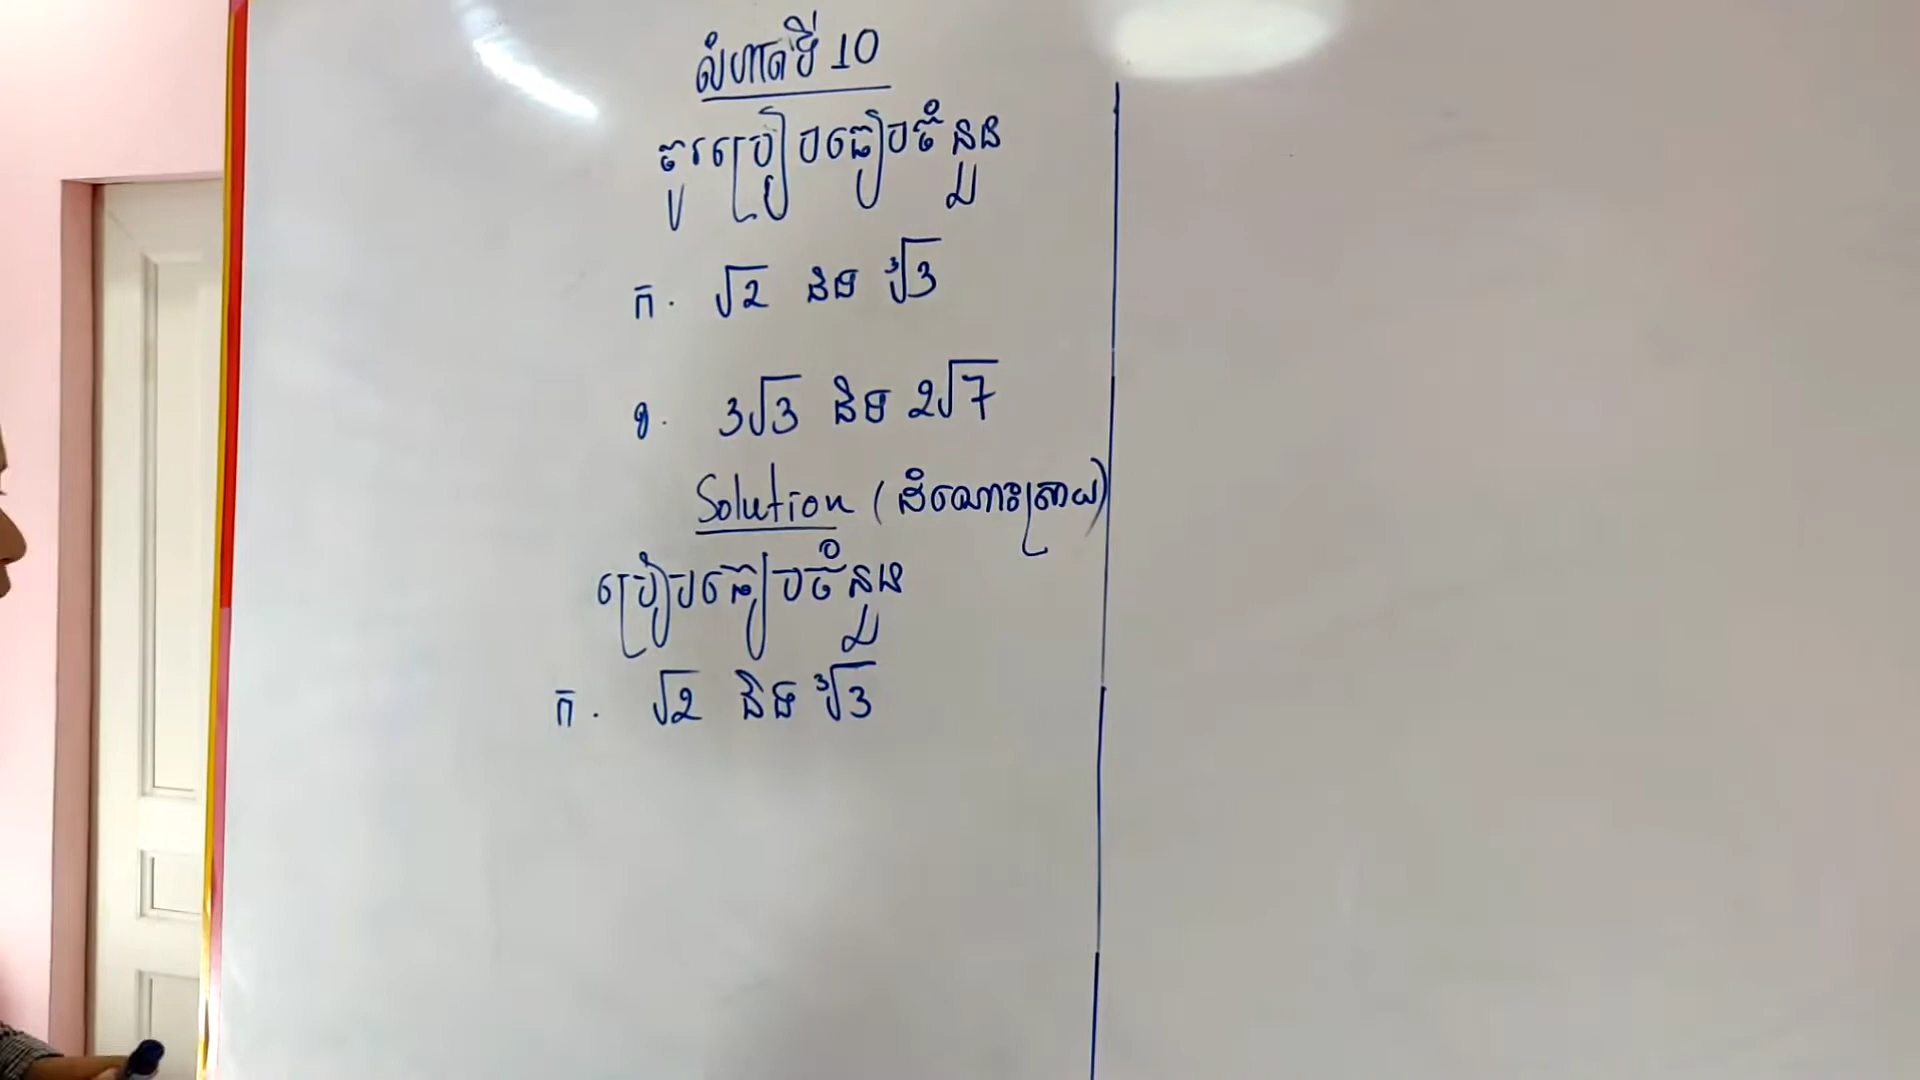 លំហាត់ទី 10
ចូរប្រៀបធៀបចំនួន
ក. √2 និង ∛3
ខ. 3√3 និង 2√7
Solution (ដំណោះស្រាយ)
ប្រៀបធៀបចំនួន
ក. √2 និង ∛3